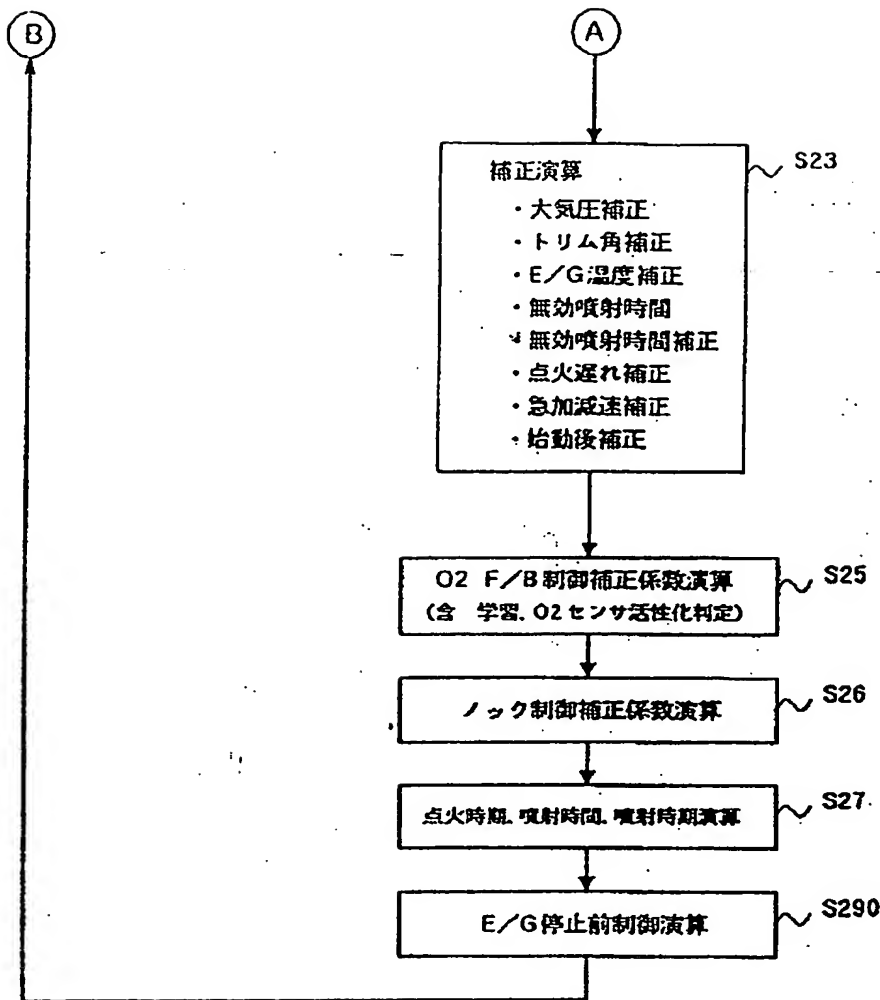 B
A
補正演算
S23
・大気圧補正
・トリム角補正
・E/G温度補正
・無効噴射時間
・無効噴射時間補正
・点火遅れ補正
・急加減速補正
・始動後補正
O2 F/B制御補正係数演算
(含 学習、O2センサ活性化判定)
S25
ノック制御補正係数演算
S26
点火時期、噴射時間、噴射時期演算
S27
E/G停止前制御演算
S290